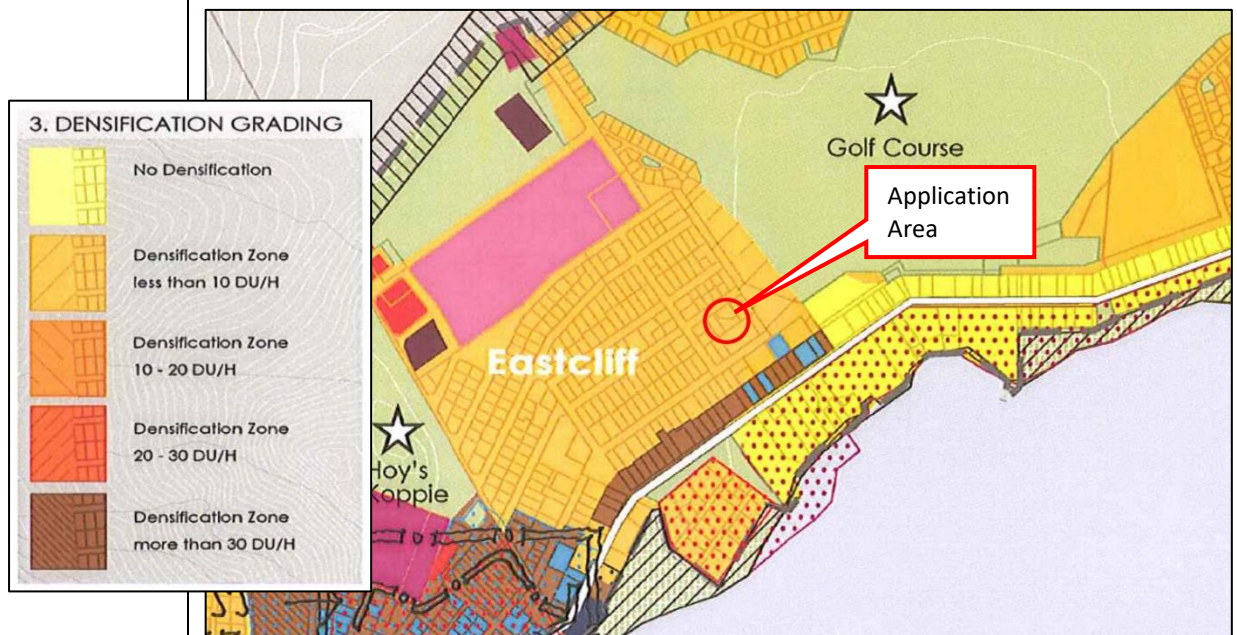 3. DENSIFICATION GRADING
No Densification
Densification Zone
less than 10 DU/H
Densification Zone
10 - 20 DU/H
Densification Zone
20 - 30 DU/H
Densification Zone
more than 30 DU/H
Golf Course
Application
Area
Eastcliff
Hoy's
Koppie